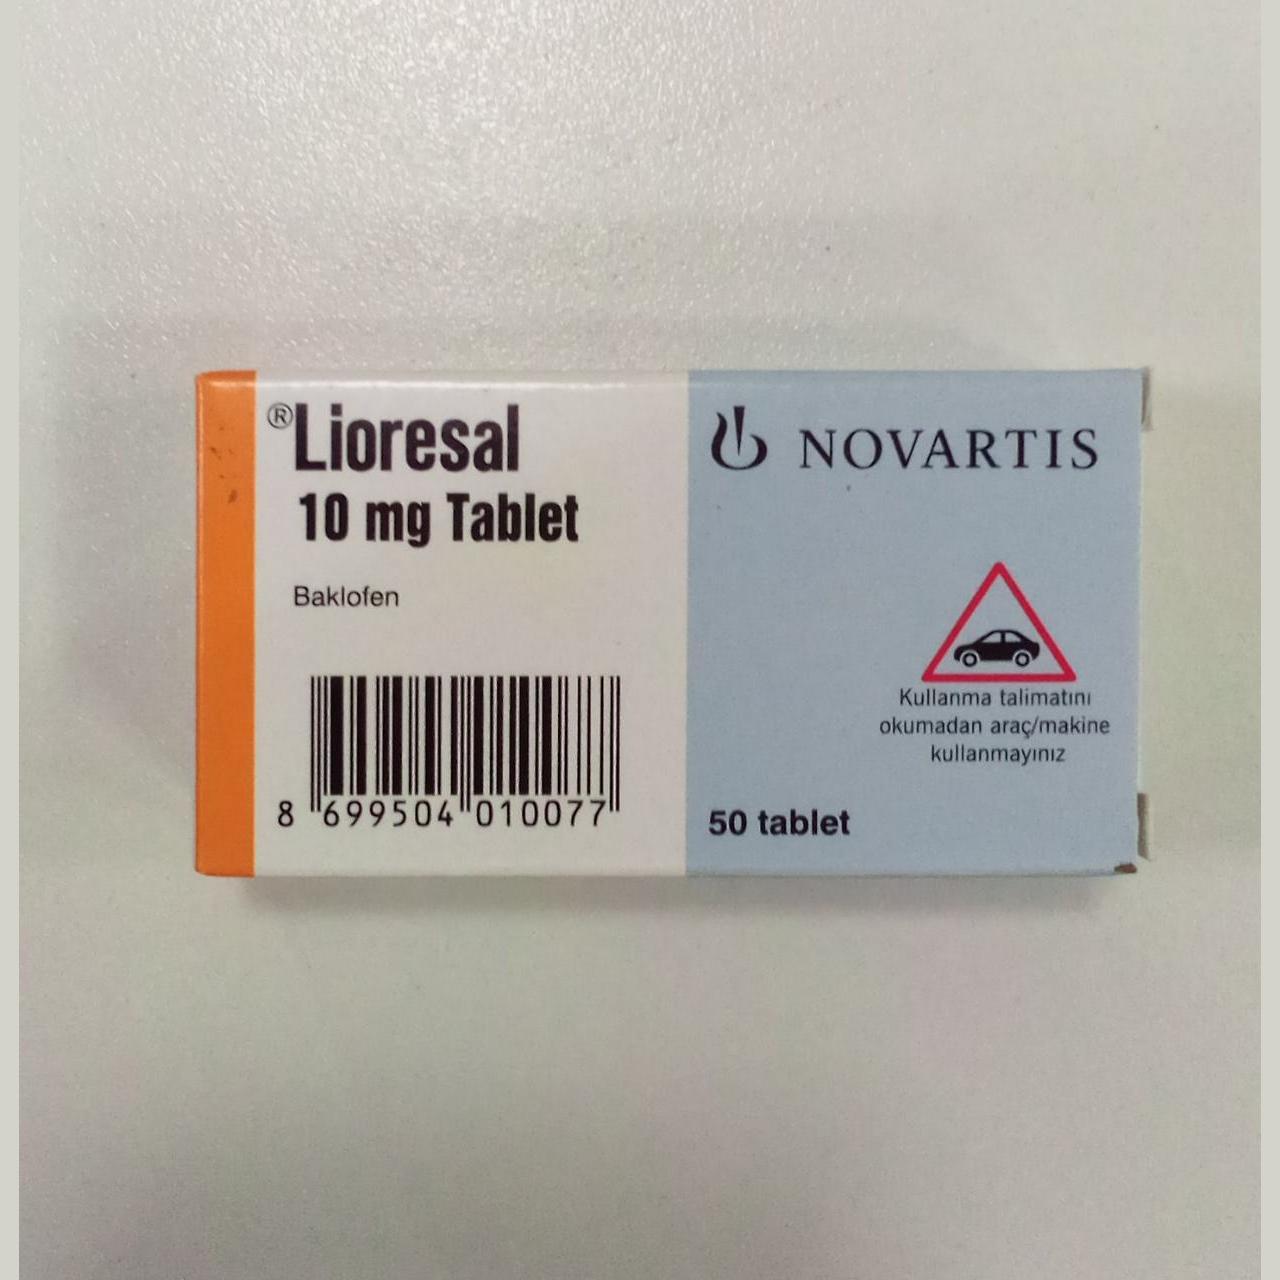 ®Lioresal
10 mg Tablet
Baklofen
8 699504 010077
NOVARTIS
Kullanma talimatını
okumadan araç/makine
kullanmayınız
50 tablet